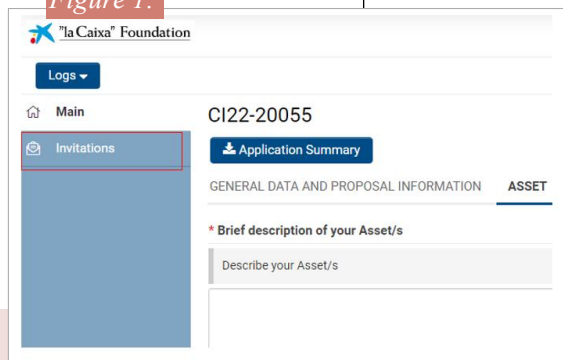 Figure 1.
"la Caixa" Foundation
Logs
Main
Invitations
CI22-20055
Application Summary
GENERAL DATA AND PROPOSAL INFORMATION ASSET
* Brief description of your Asset/s
Describe your Asset/s